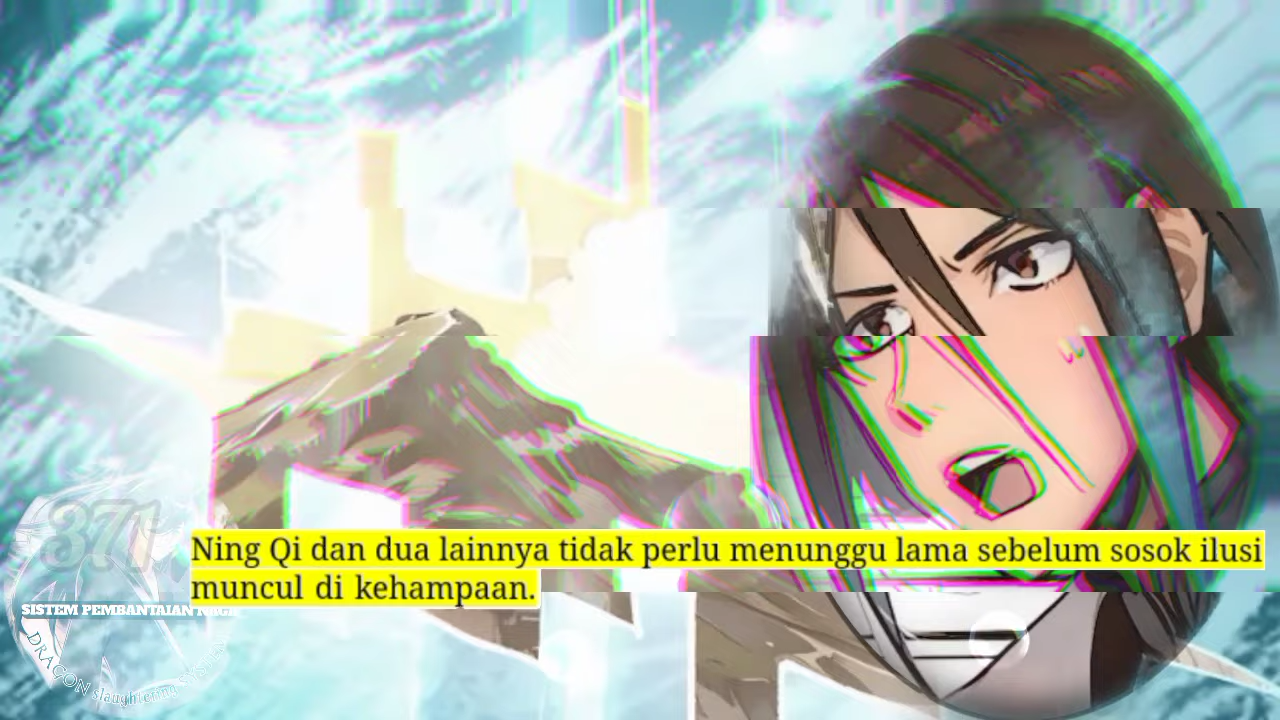 371
Ning Qi dan dua lainnya tidak perlu menunggu lama sebelum sosok ilusi
muncul di kehampaan.
SISTEM PEMBANTAIAN NAGA
DRAGON slaughtering SYSTEM